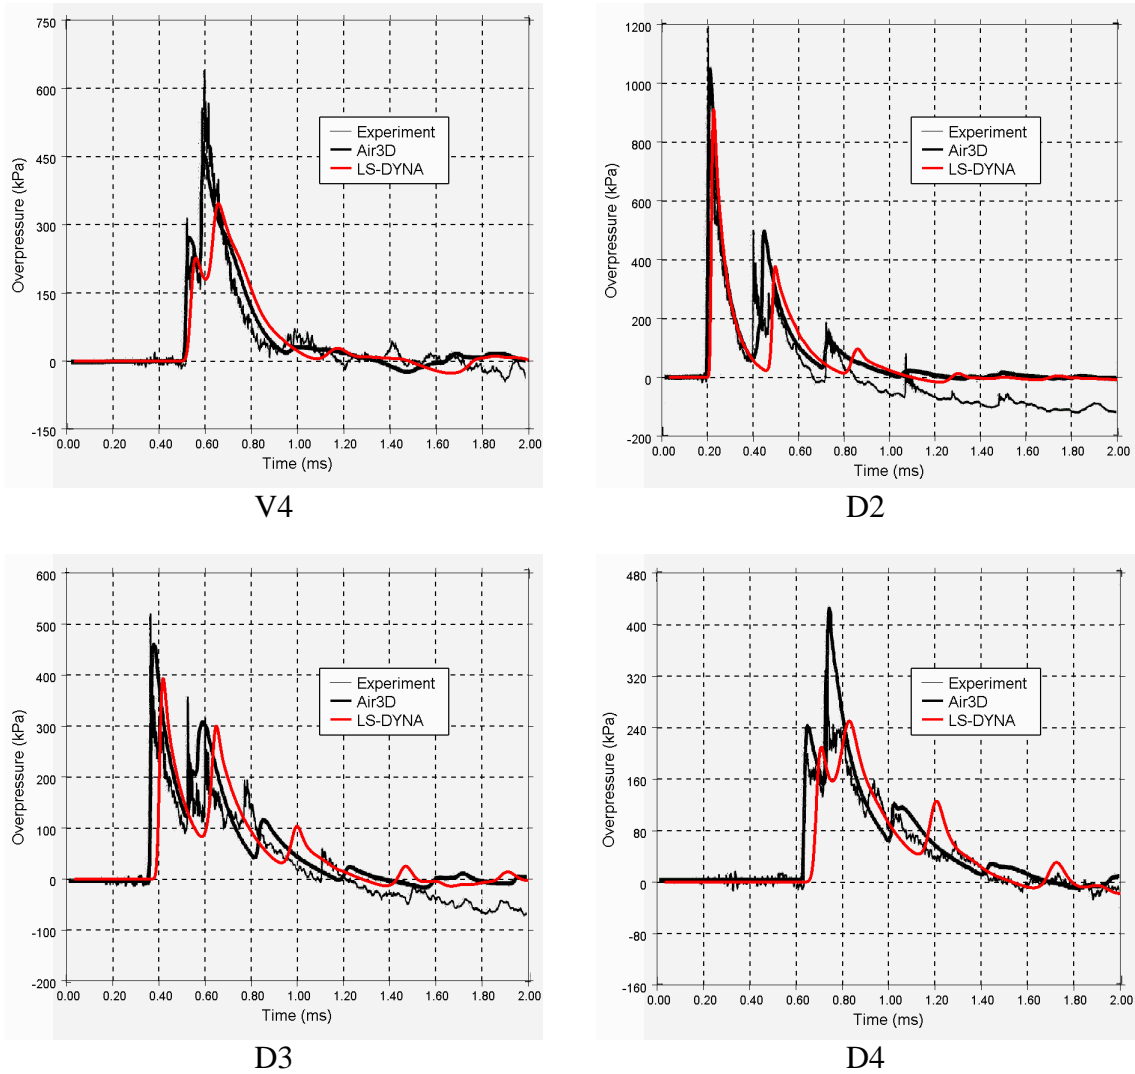 750
600
450
300
150
0
-150
Overpressure (kPa)
Experiment
Air3D
LS-DYNA
0.00 0.20 0.40 0.60 0.80 1.00 1.20 1.40 1.60 1.80 2.00
Time (ms)
V4
1200
1000
800
600
400
200
0
-200
Overpressure (kPa)
Experiment
Air3D
LS-DYNA
0.00 0.20 0.40 0.60 0.80 1.00 1.20 1.40 1.60 1.80 2.00
Time (ms)
D2
600
500
400
300
200
100
0
-100
-200
Overpressure (kPa)
Experiment
Air3D
LS-DYNA
0.00 0.20 0.40 0.60 0.80 1.00 1.20 1.40 1.60 1.80 2.00
Time (ms)
D3
480
400
320
240
160
80
0
-80
-160
Overpressure (kPa)
Experiment
Air3D
LS-DYNA
0.00 0.20 0.40 0.60 0.80 1.00 1.20 1.40 1.60 1.80 2.00
Time (ms)
D4